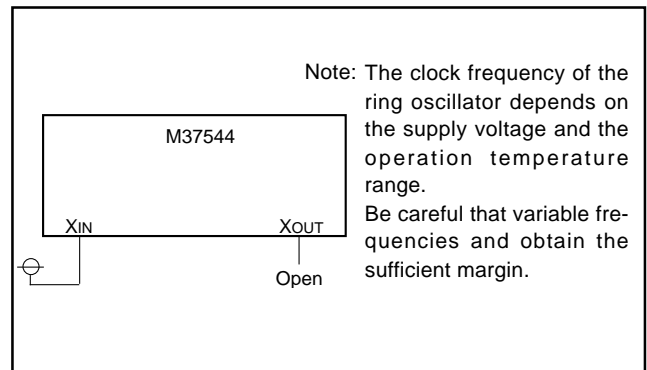 Note: The clock frequency of the
ring oscillator depends on
the supply voltage and the
operation temperature
range.
Be careful that variable fre-
quencies and obtain the
sufficient margin.
M37544
XIN
XOUT
Open